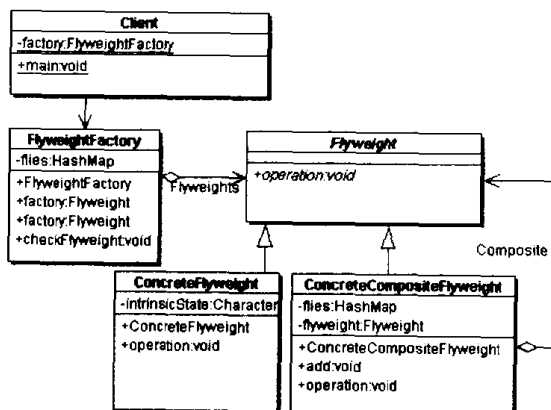 Client
-factory:FlyweightFactory
+main:void
FlyweightFactory
-flies:HashMap
+FlyweightFactory
+factory:Flyweight
+factory:Flyweight
+checkFlyweight:void
Flyweights
Flyweight
+operation:void
Composite
ConcreteFlyweight
-intrinsicState:Character
+ConcreteFlyweight
+operation:void
ConcreteCompositeFlyweight
-flies:HashMap
-flyweight:Flyweight
+ConcreteCompositeFlyweight
+add:void
+operation:void